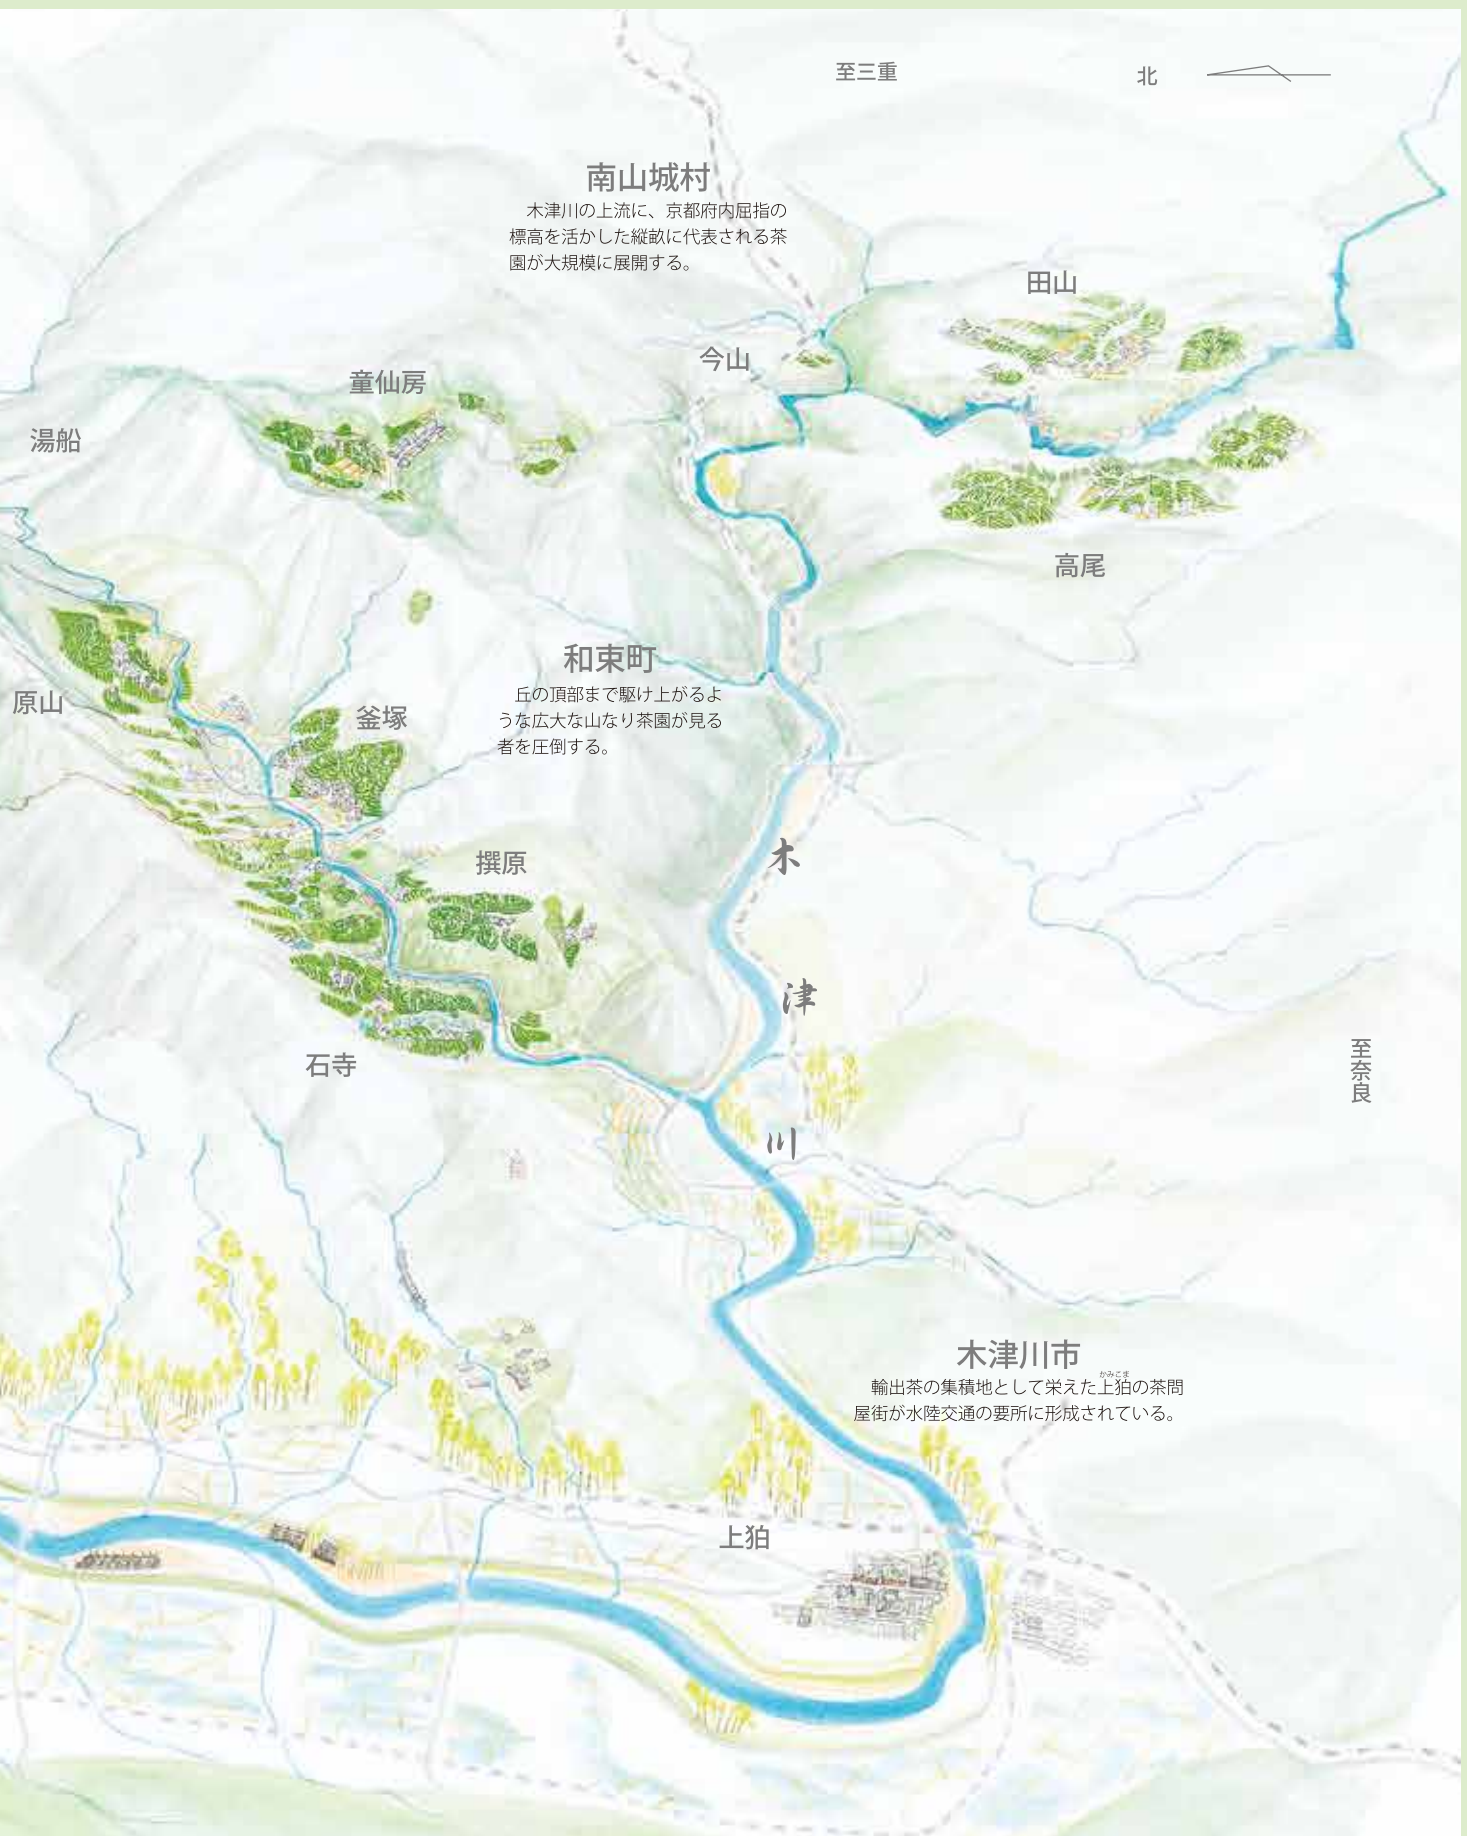 至三重
北
南山城村
木津川の上流に、京都府内屈指の
標高を活かした縦畝に代表される茶
園が大規模に展開する。
田山
今山
童仙房
湯船
高尾
和束町
丘の頂部まで駆け上がるよ
うな広大な山なり茶園が見る
者を圧倒する。
原山
釜塚
撰原
木
津
川
石寺
至奈良
木津川市
かみこま
輸出茶の集積地として栄えた上狛の茶問
屋街が水陸交通の要所に形成されている。
上狛